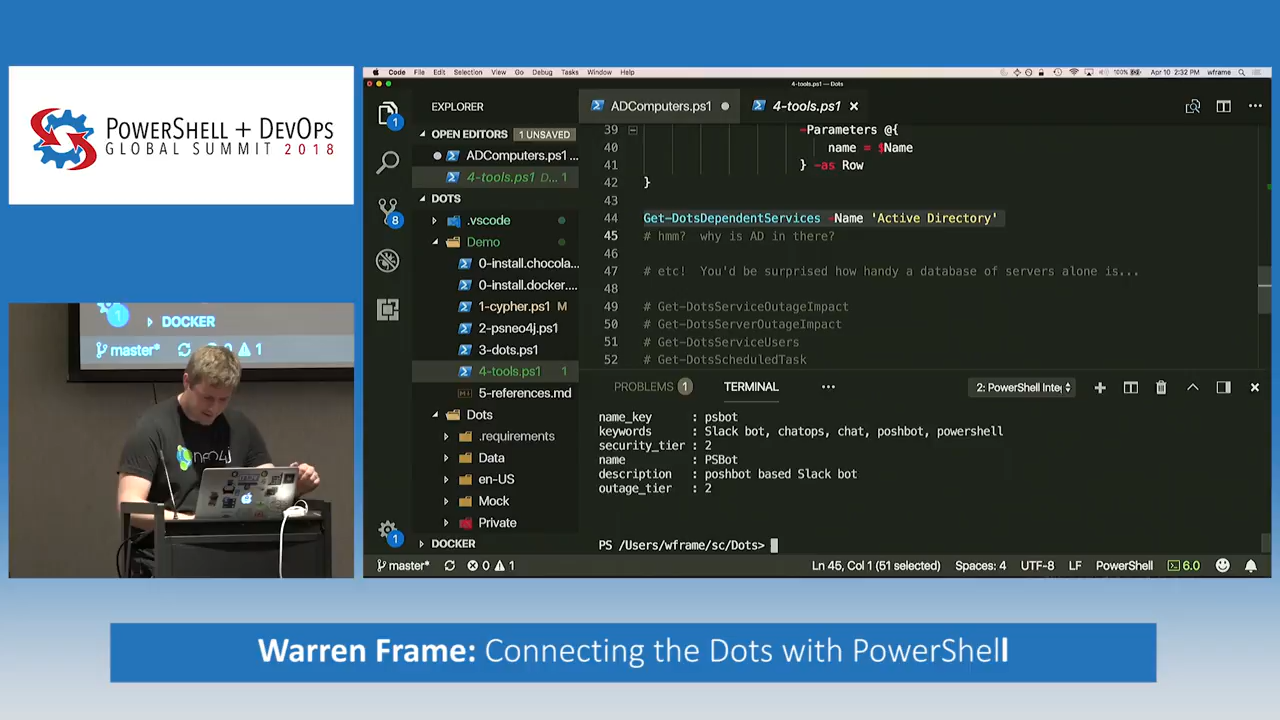 POWERSHELL + DEVOPS
GLOBAL SUMMIT 2018
Code File Edit Selection View Go Debug Tasks Window Help
100% Apr 10 2:32 PM wframe
4-tools.ps1 — Dots
EXPLORER
OPEN EDITORS 1 UNSAVED
ADComputers.ps1...
4-tools.ps1 D... 1
DOTS
.vscode
Demo
0-install.chocola...
0-install.docker....
1-cypher.ps1 M
2-psneo4j.ps1
3-dots.ps1
4-tools.ps1 1
5-references.md
Dots
.requirements
Data
en-US
Mock
Private
DOCKER
1
8
1
ADComputers.ps1
4-tools.ps1
39 -Parameters @{
40 name = $Name
41 } -as Row
42 }
43
44 Get-DotsDependentServices -Name 'Active Directory'
45 # hmm? why is AD in there?
46
47 # etc! You'd be surprised how handy a database of servers alone is...
48
49 # Get-DotsServiceOutageImpact
50 # Get-DotsServerOutageImpact
51 # Get-DotsServiceUsers
52 # Get-DotsScheduledTask
PROBLEMS 1 TERMINAL ... 2: PowerShell Inte
name_key : psbot
keywords : Slack bot, chatops, chat, poshbot, powershell
security_tier : 2
name : PSBot
description : poshbot based Slack bot
outage_tier : 2
PS /Users/wframe/sc/Dots>
master* 0 1 Ln 45, Col 1 (51 selected) Spaces: 4 UTF-8 LF PowerShell 6.0
1 DOCKER
master* 1
neo4j
Warren Frame: Connecting the Dots with PowerShell